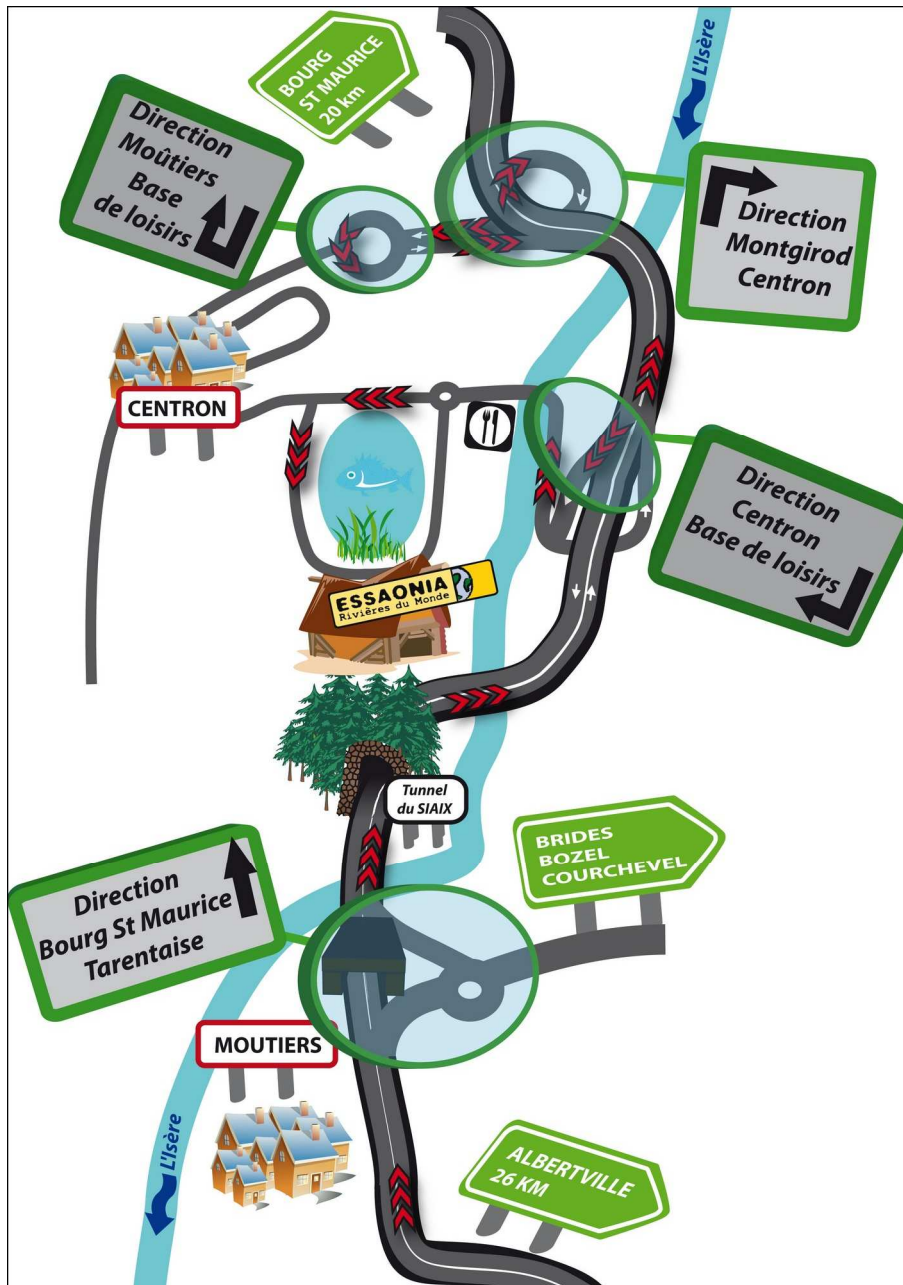 L'Isère
BOURG
ST MAURICE
20 km
Direction
Moûtiers
Base
de loisirs
Direction
Montgirod
Centron
CENTRON
Direction
Centron
Base de loisirs
ESSAONIA
Rivières du Monde
Tunnel
du SIAIX
BRIDES
BOZEL
COURCHEVEL
Direction
Bourg St Maurice
Tarentaise
MOUTIERS
L'Isère
ALBERTVILLE
26 KM